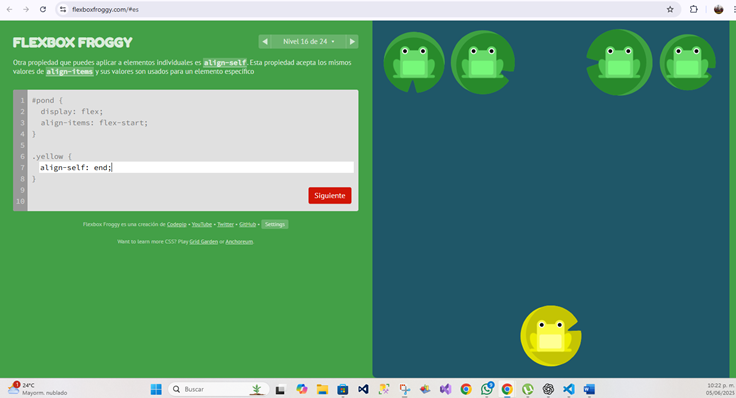 flexboxfroggy.com/#es
FLEXBOX FROGGY
Nivel 16 de 24
Otra propiedad que puedes aplicar a elementos individuales es align-self. Esta propiedad acepta los mismos
valores de align-items y sus valores son usados para un elemento específico
1 #pond {
2 display: flex;
3 align-items: flex-start;
4 }
5
6 .yellow {
7 align-self: end;
8 }
9
10
Siguiente
Flexbox Froggy es una creación de Codepip • YouTube • Twitter • GitHub • Settings
Want to learn more CSS? Play Grid Garden or Anchoreum.
24°C
Mayorm. nublado
Buscar
10:22 p. m.
05/06/2025